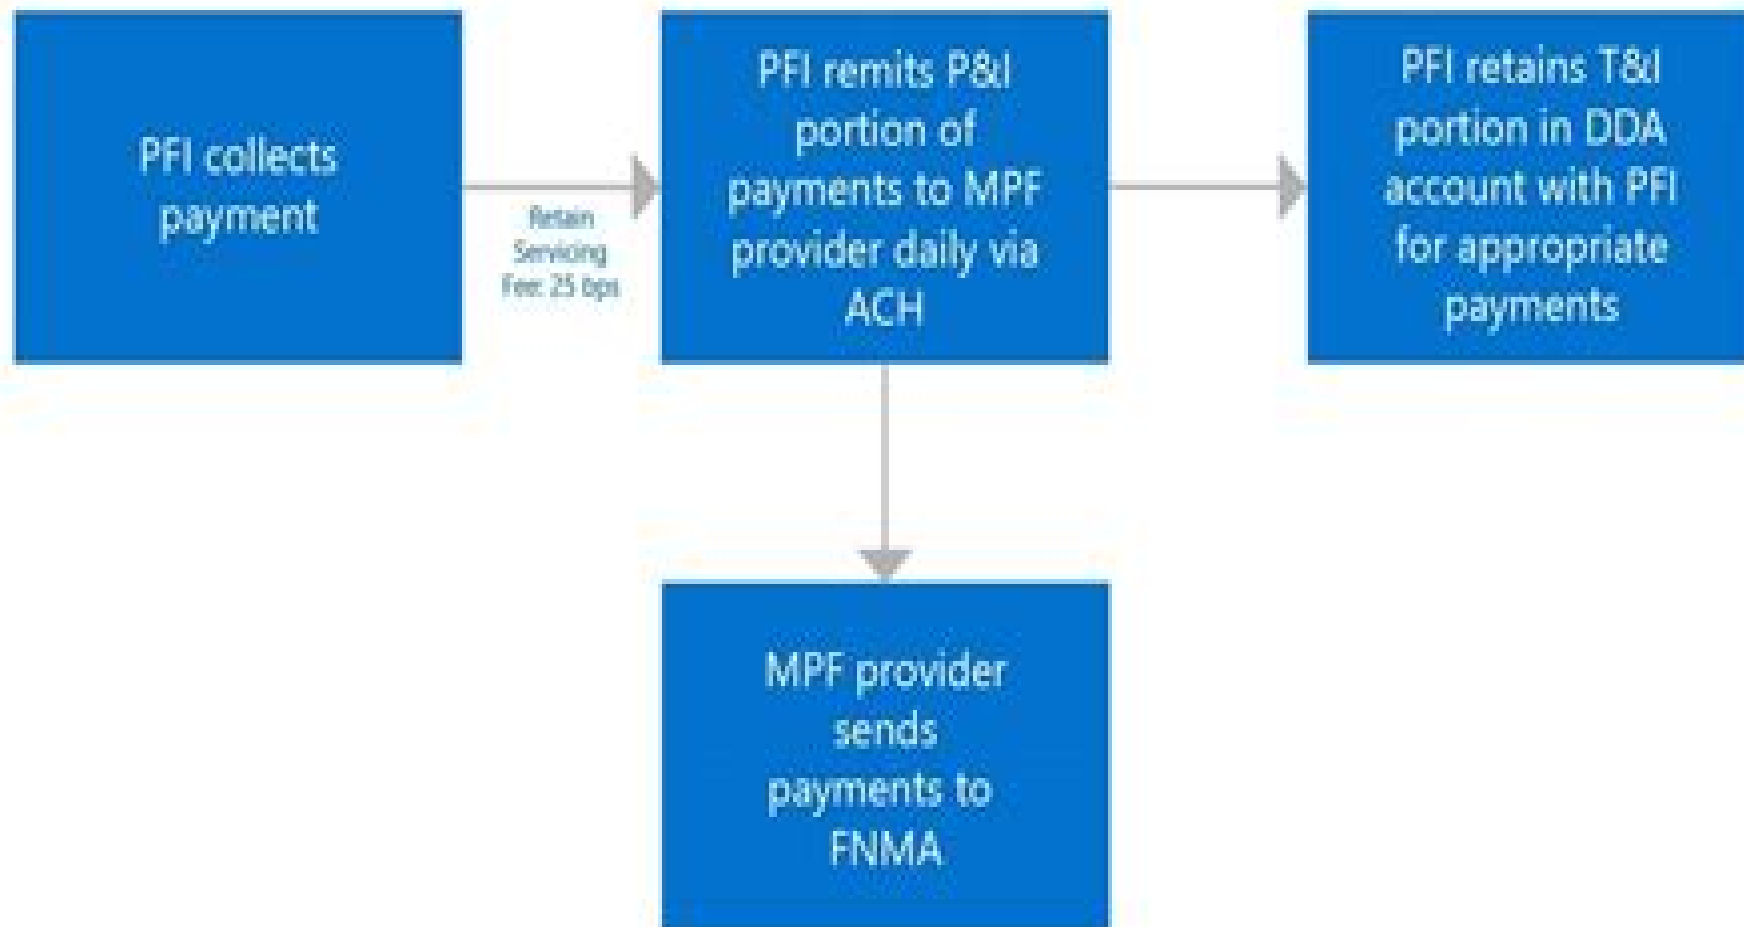 PFI collects
payment
Retain
Servicing
Fee: 25 bps
PFI remits P&I
portion of
payments to MPF
provider daily via
ACH
PFI retains T&I
portion in DDA
account with PFI
for appropriate
payments
MPF provider
sends
payments to
FNMA